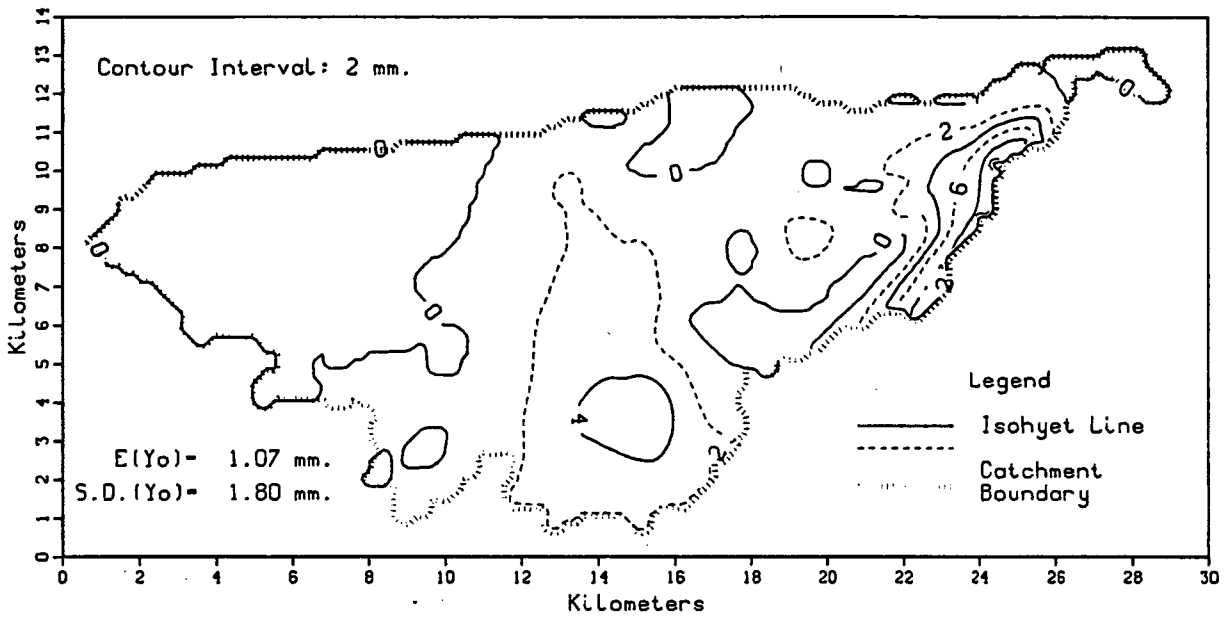 Contour Interval: 2 mm.
14
13
12
11
10
9
8
7
6
5
4
3
2
1
0
Kilometers
0
0
0
0
0
0
0
2
6
2
4
2
E(Yo)= 1.07 mm.
S.D.(Yo)= 1.80 mm.
Legend
Isohyet Line
Catchment
Boundary
0 2 4 6 8 10 12 14 16 18 20 22 24 26 28 30
Kilometers